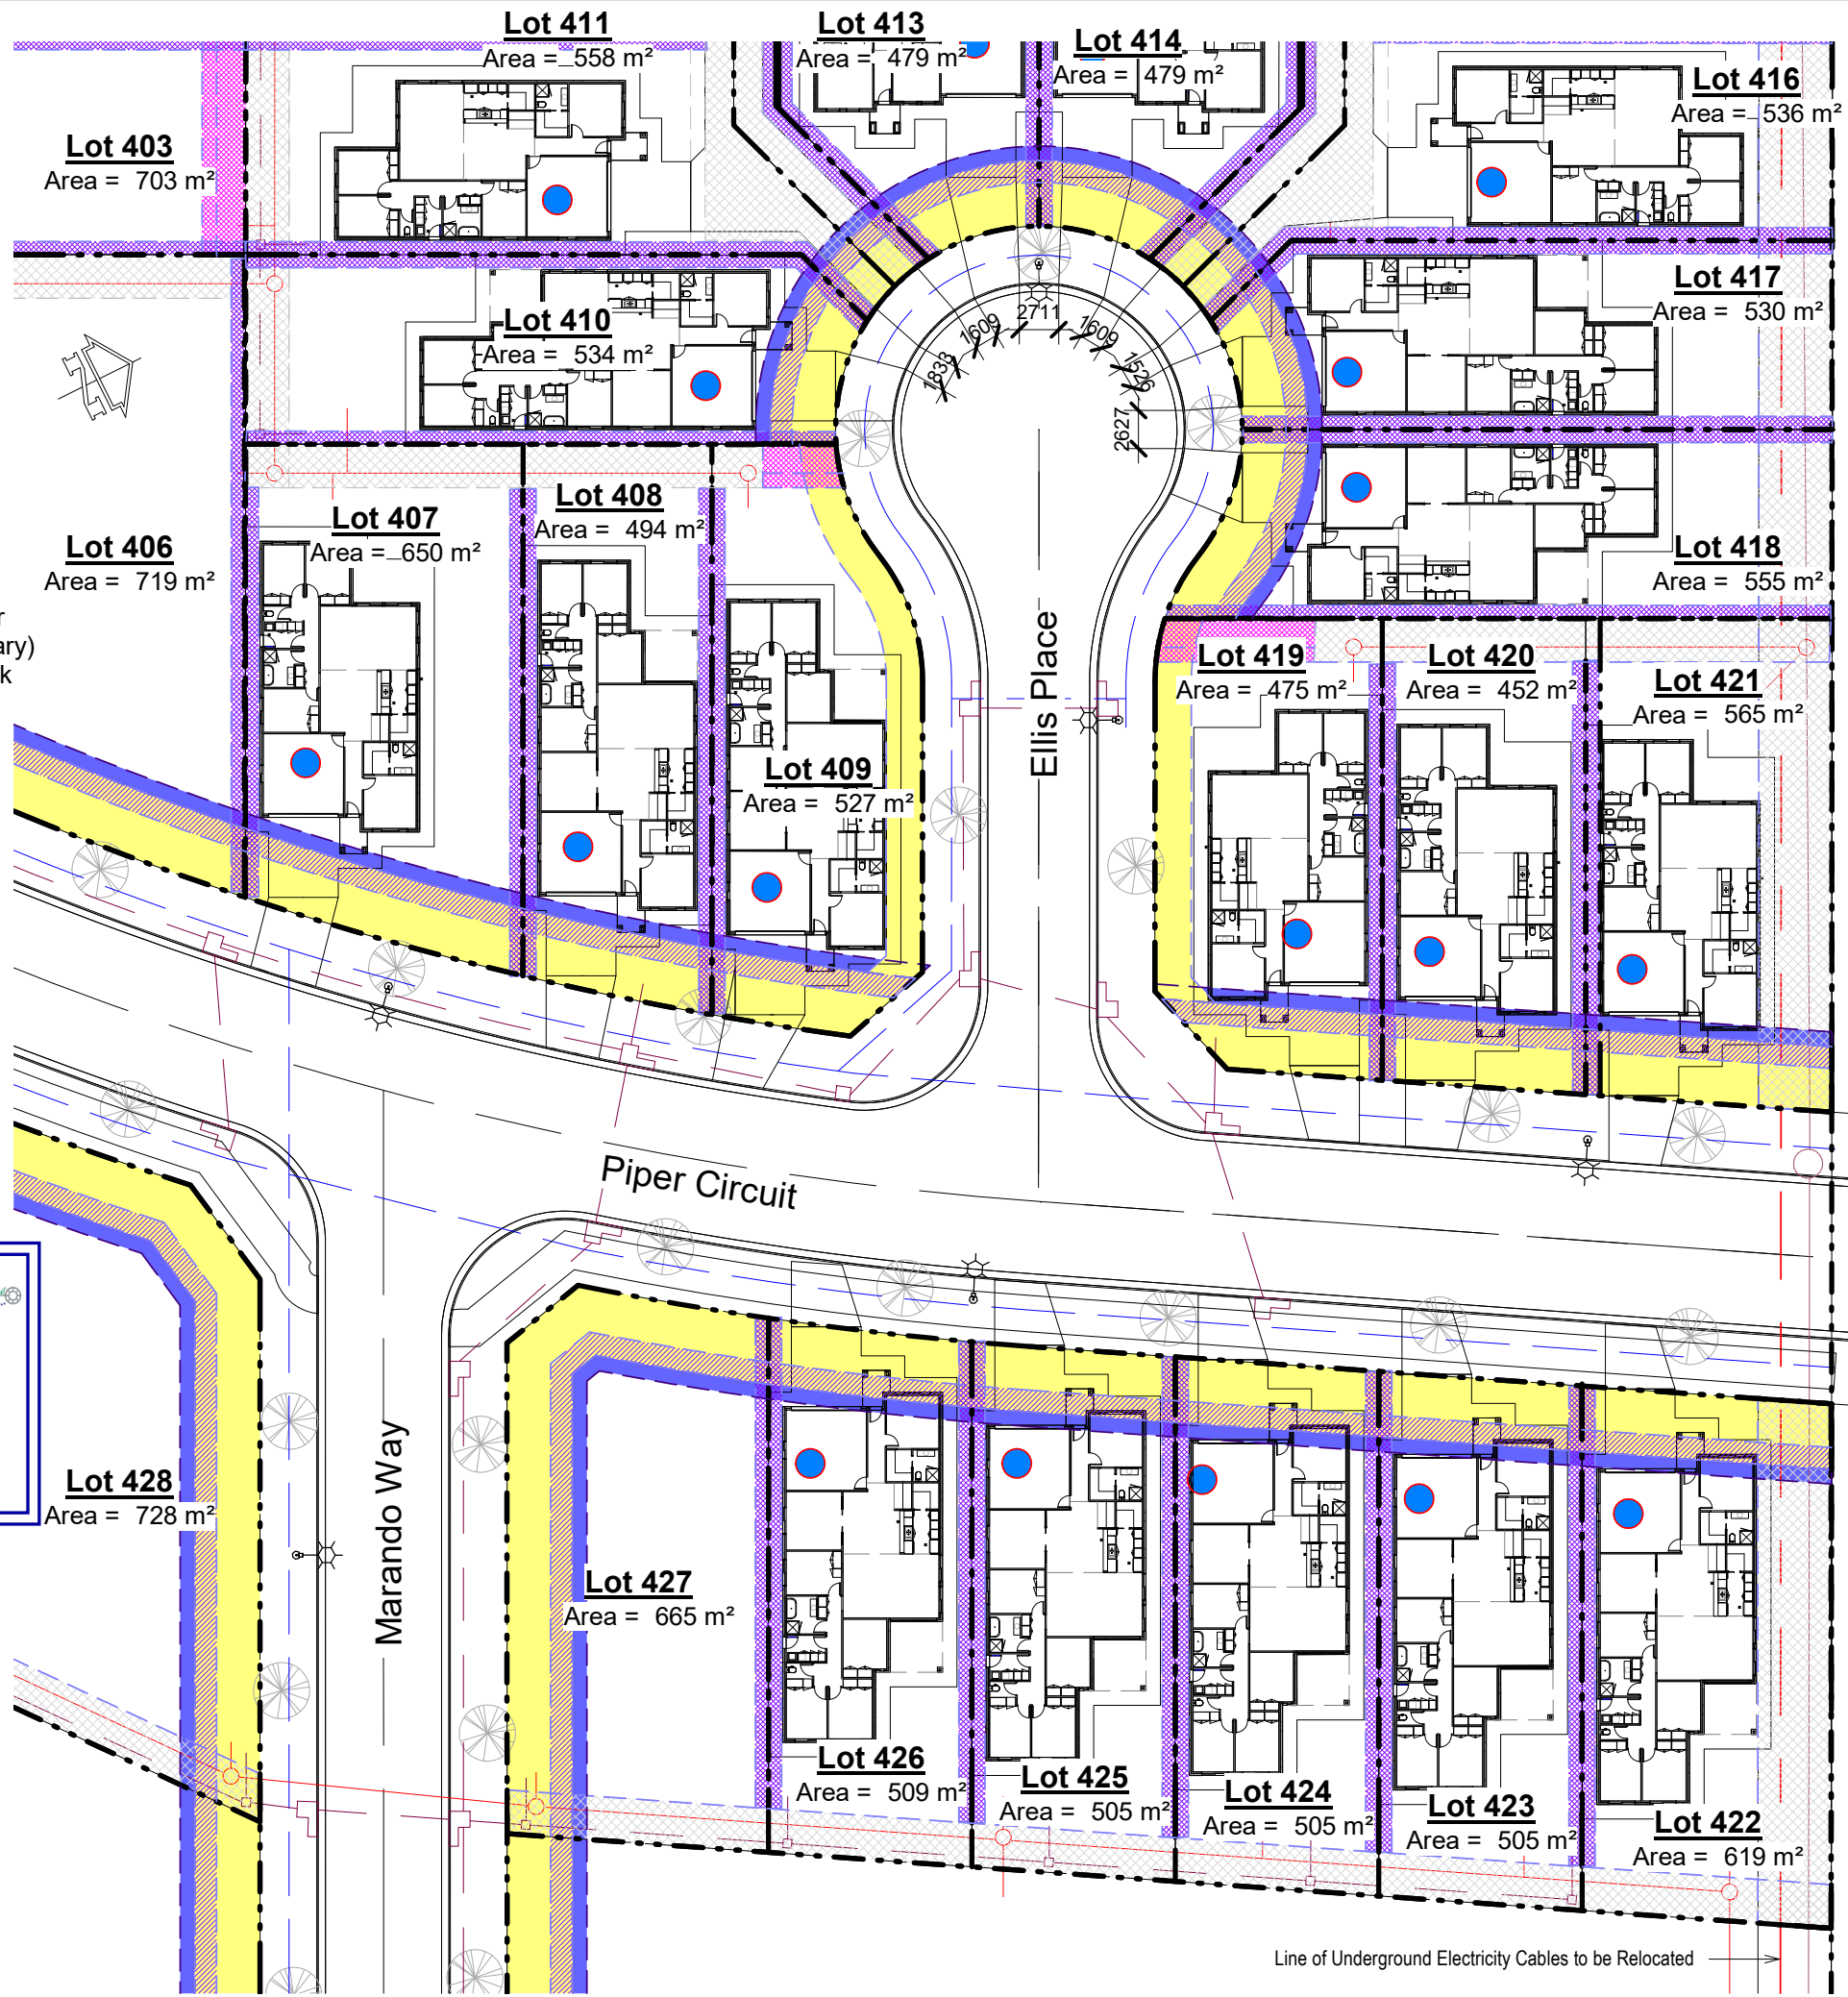 Lot 411
Area = 558 m²
Lot 413
Area = 479 m²
Lot 414
Area = 479 m²
Lot 416
Area = 536 m²
Lot 403
Area = 703 m²
Lot 410
Area = 534 m²
Lot 417
Area = 530 m²
1833
1609
2711
1609
1526
2627
Lot 406
Area = 719 m²
Lot 407
Area = 650 m²
Lot 408
Area = 494 m²
Lot 418
Area = 555 m²
r
ary)
k
Lot 409
Area = 527 m²
Ellis Place
Lot 419
Area = 475 m²
Lot 420
Area = 452 m²
Lot 421
Area = 565 m²
Piper Circuit
Marando Way
Lot 428
Area = 728 m²
Lot 427
Area = 665 m²
Lot 426
Area = 509 m²
Lot 425
Area = 505 m²
Lot 424
Area = 505 m²
Lot 423
Area = 505 m²
Lot 422
Area = 619 m²
Line of Underground Electricity Cables to be Relocated